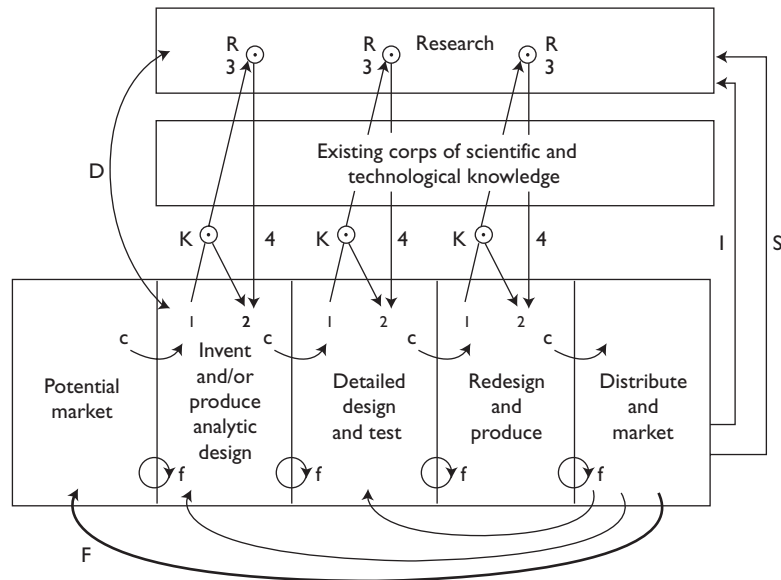 R
3
R
3
Research
R
3
Existing corps of scientific and
technological knowledge
D
K
4
K
4
K
4
I
S
1
2
1
2
1
2
c
c
c
c
Potential
market
Invent
and/or
produce
analytic
design
Detailed
design
and test
Redesign
and
produce
Distribute
and
market
f
f
f
f
F